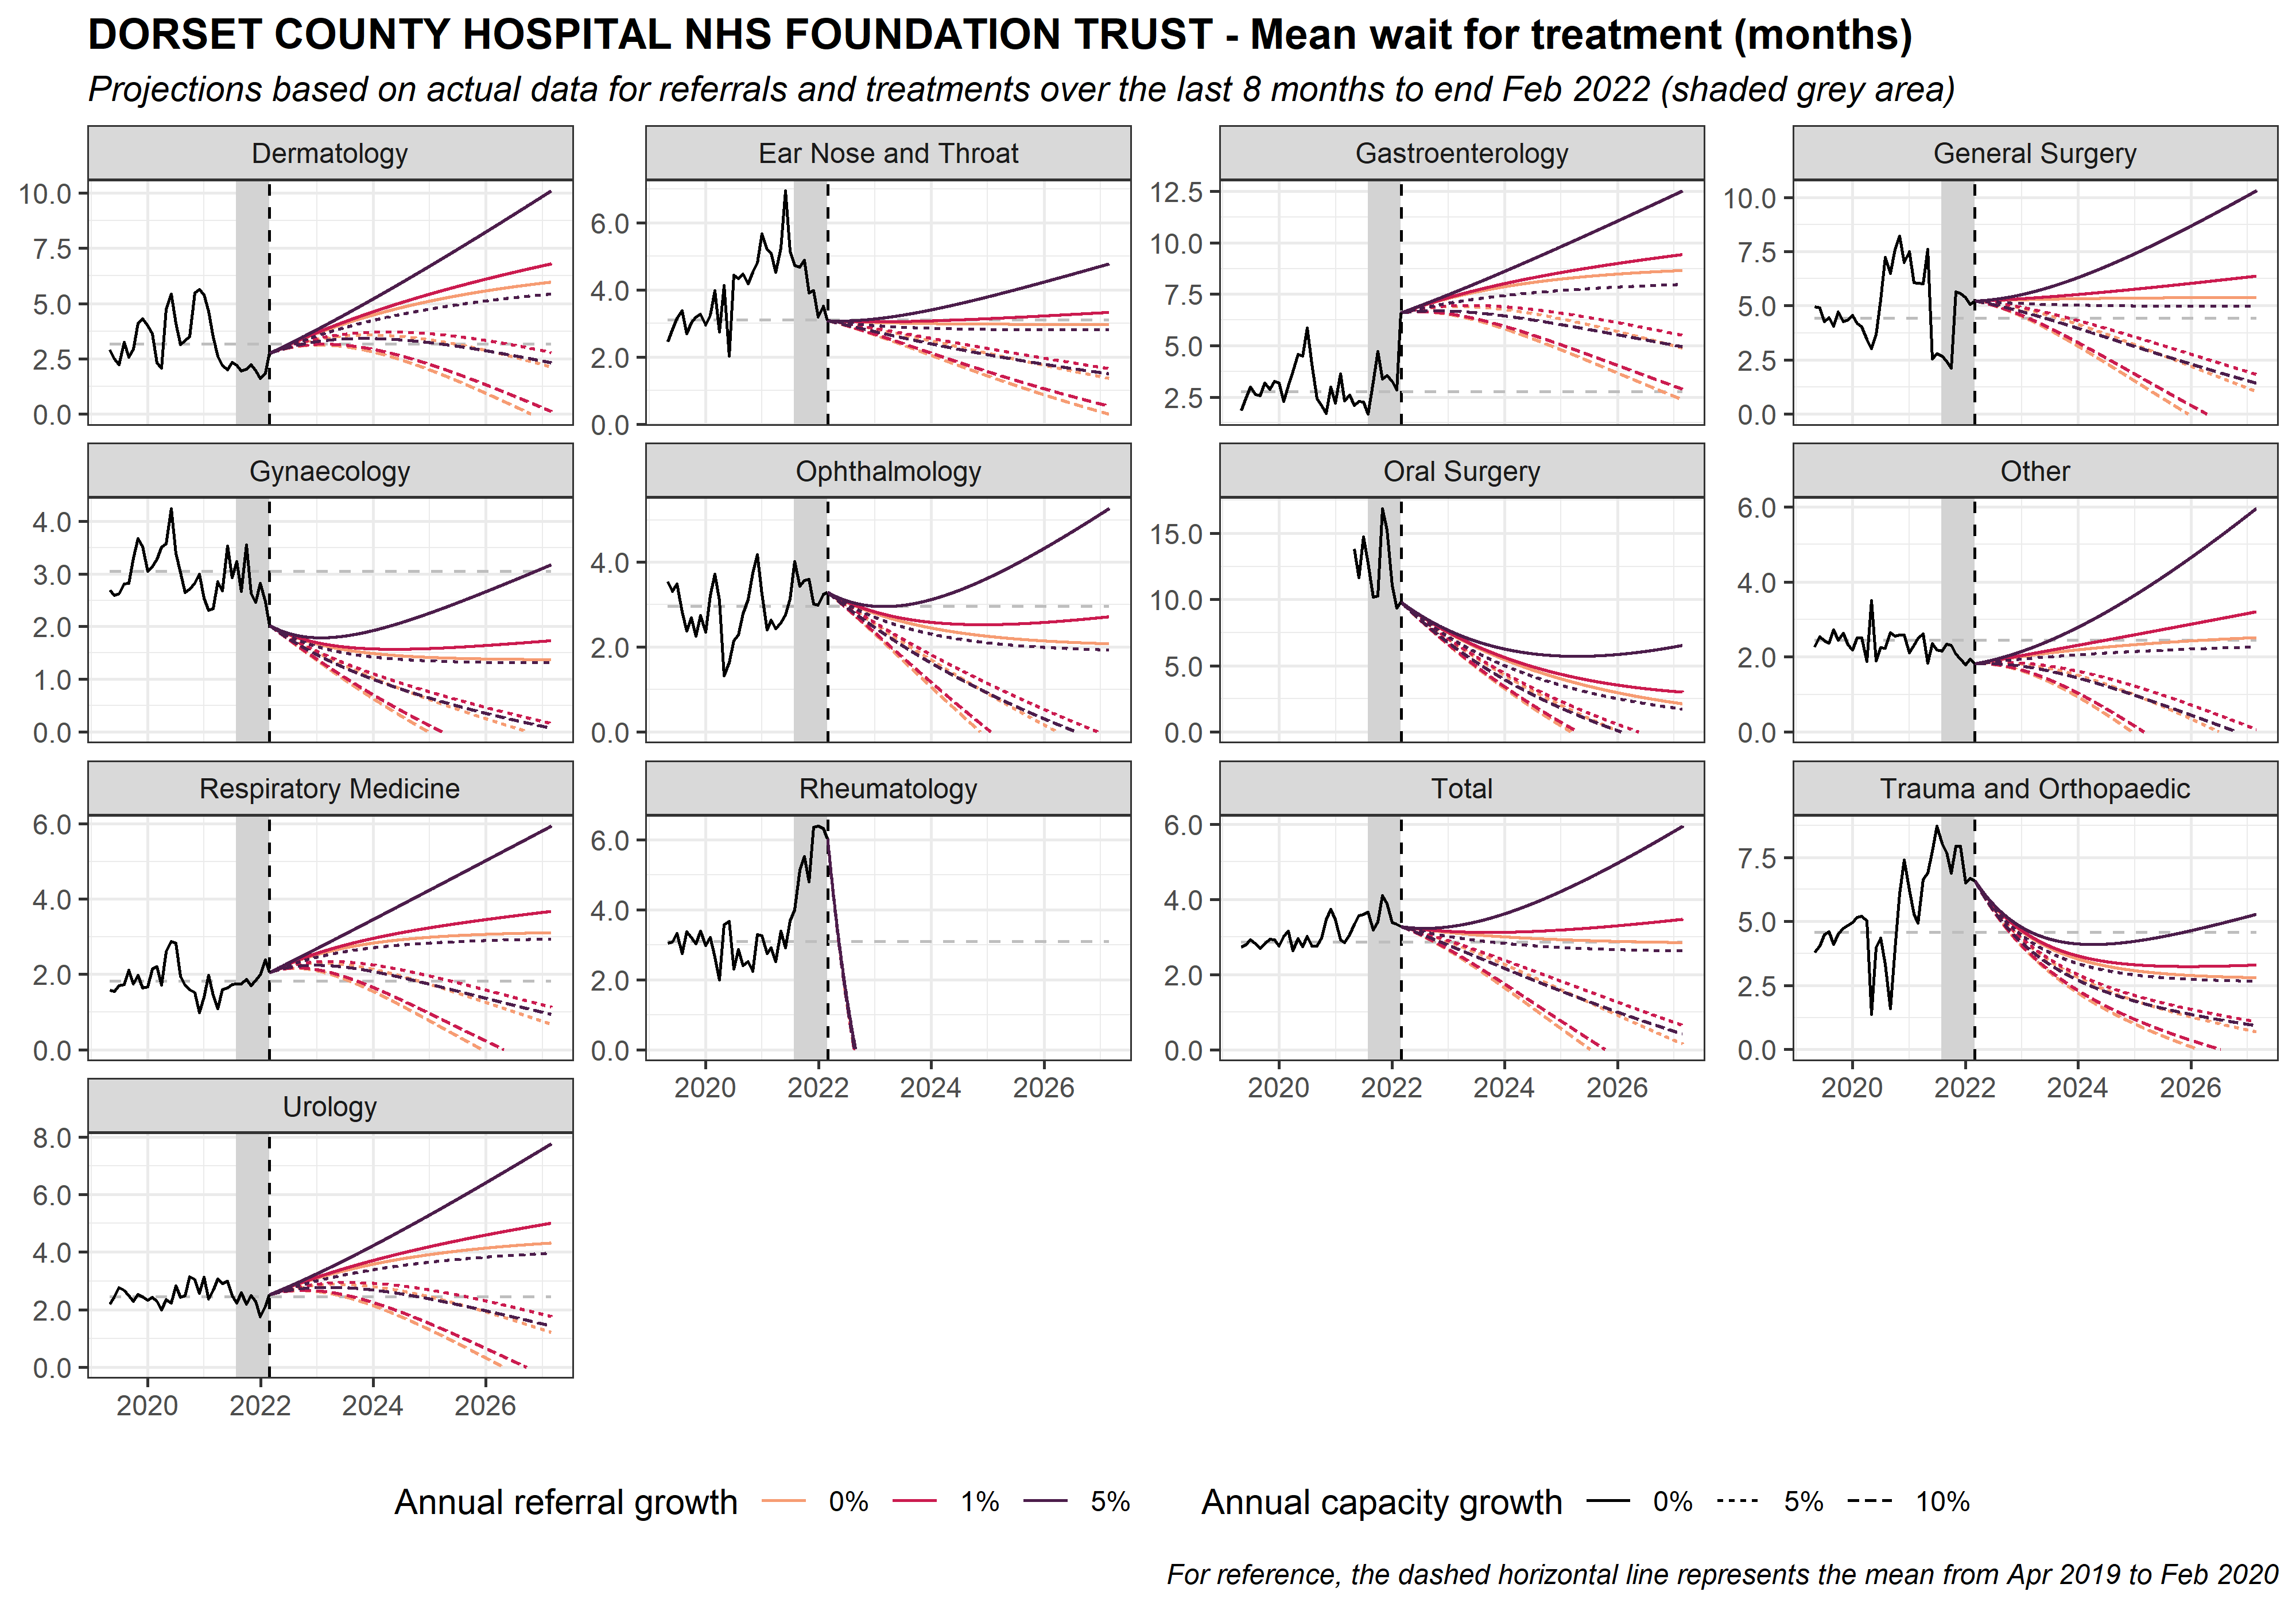 DORSET COUNTY HOSPITAL NHS FOUNDATION TRUST - Mean wait for treatment (months)
Projections based on actual data for referrals and treatments over the last 8 months to end Feb 2022 (shaded grey area)
Dermatology
10.0
7.5
5.0
2.5
0.0
Ear Nose and Throat
6.0
4.0
2.0
0.0
Gastroenterology
12.5
10.0
7.5
5.0
2.5
General Surgery
10.0
7.5
5.0
2.5
0.0
Gynaecology
4.0
3.0
2.0
1.0
0.0
Ophthalmology
4.0
2.0
0.0
Oral Surgery
15.0
10.0
5.0
0.0
Other
6.0
4.0
2.0
0.0
Respiratory Medicine
6.0
4.0
2.0
0.0
Rheumatology
6.0
4.0
2.0
0.0
2020 2022 2024 2026
Total
6.0
4.0
2.0
0.0
2020 2022 2024 2026
Trauma and Orthopaedic
7.5
5.0
2.5
0.0
2020 2022 2024 2026
Urology
8.0
6.0
4.0
2.0
0.0
2020 2022 2024 2026
Annual referral growth 0% 1% 5% Annual capacity growth 0% 5% 10%
For reference, the dashed horizontal line represents the mean from Apr 2019 to Feb 2020